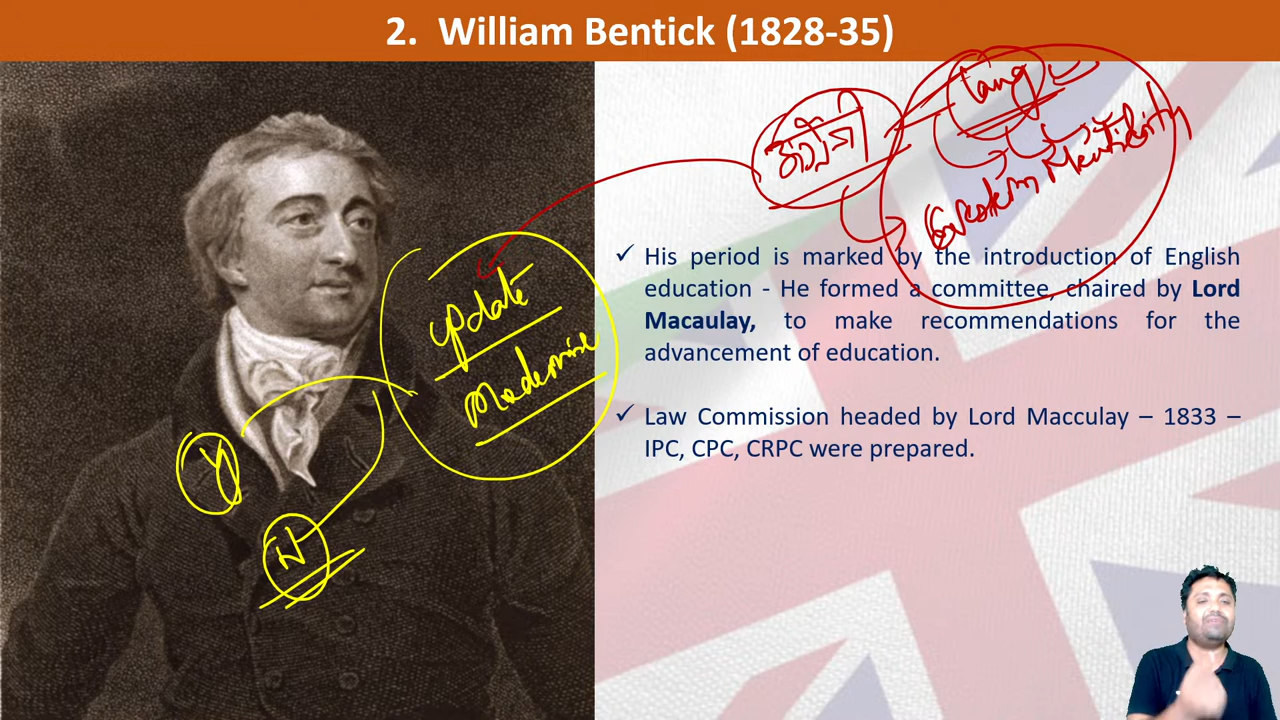 2. William Bentick (1828-35)
Lang
अंग्रेजी
Western
✓ His period is marked by the introduction of English
education - He formed a committee, chaired by Lord
Macaulay, to make recommendations for the
advancement of education.
Update
Modernise
✓ Law Commission headed by Lord Macculay – 1833 –
IPC, CPC, CRPC were prepared.